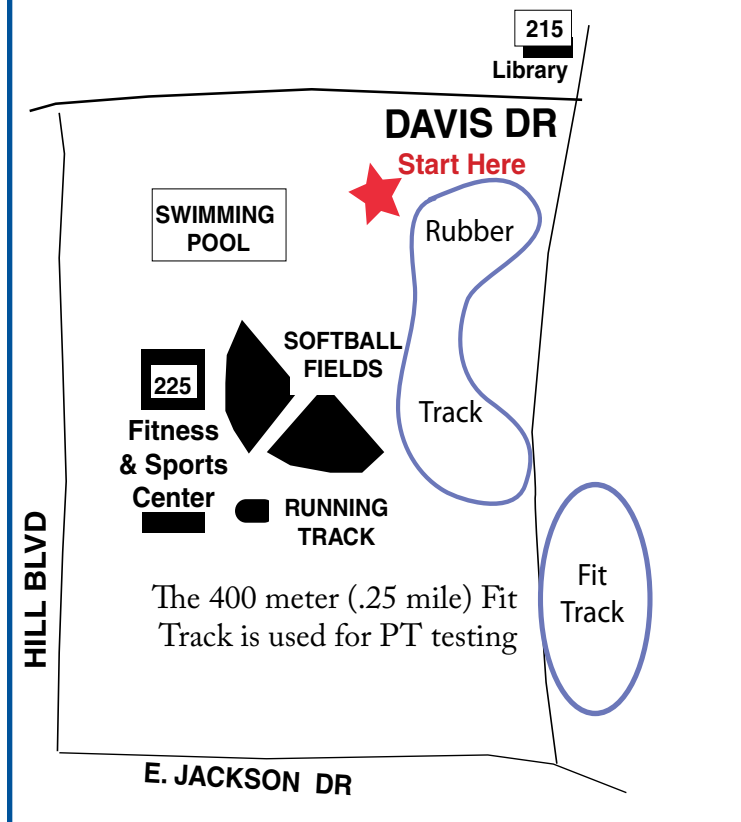 215
Library
DAVIS DR
Start Here
SWIMMING
POOL
Rubber
SOFTBALL
FIELDS
225
Track
Fitness
& Sports
Center
RUNNING
TRACK
HILL BLVD
Fit
Track
The 400 meter (.25 mile) Fit
Track is used for PT testing
E. JACKSON DR